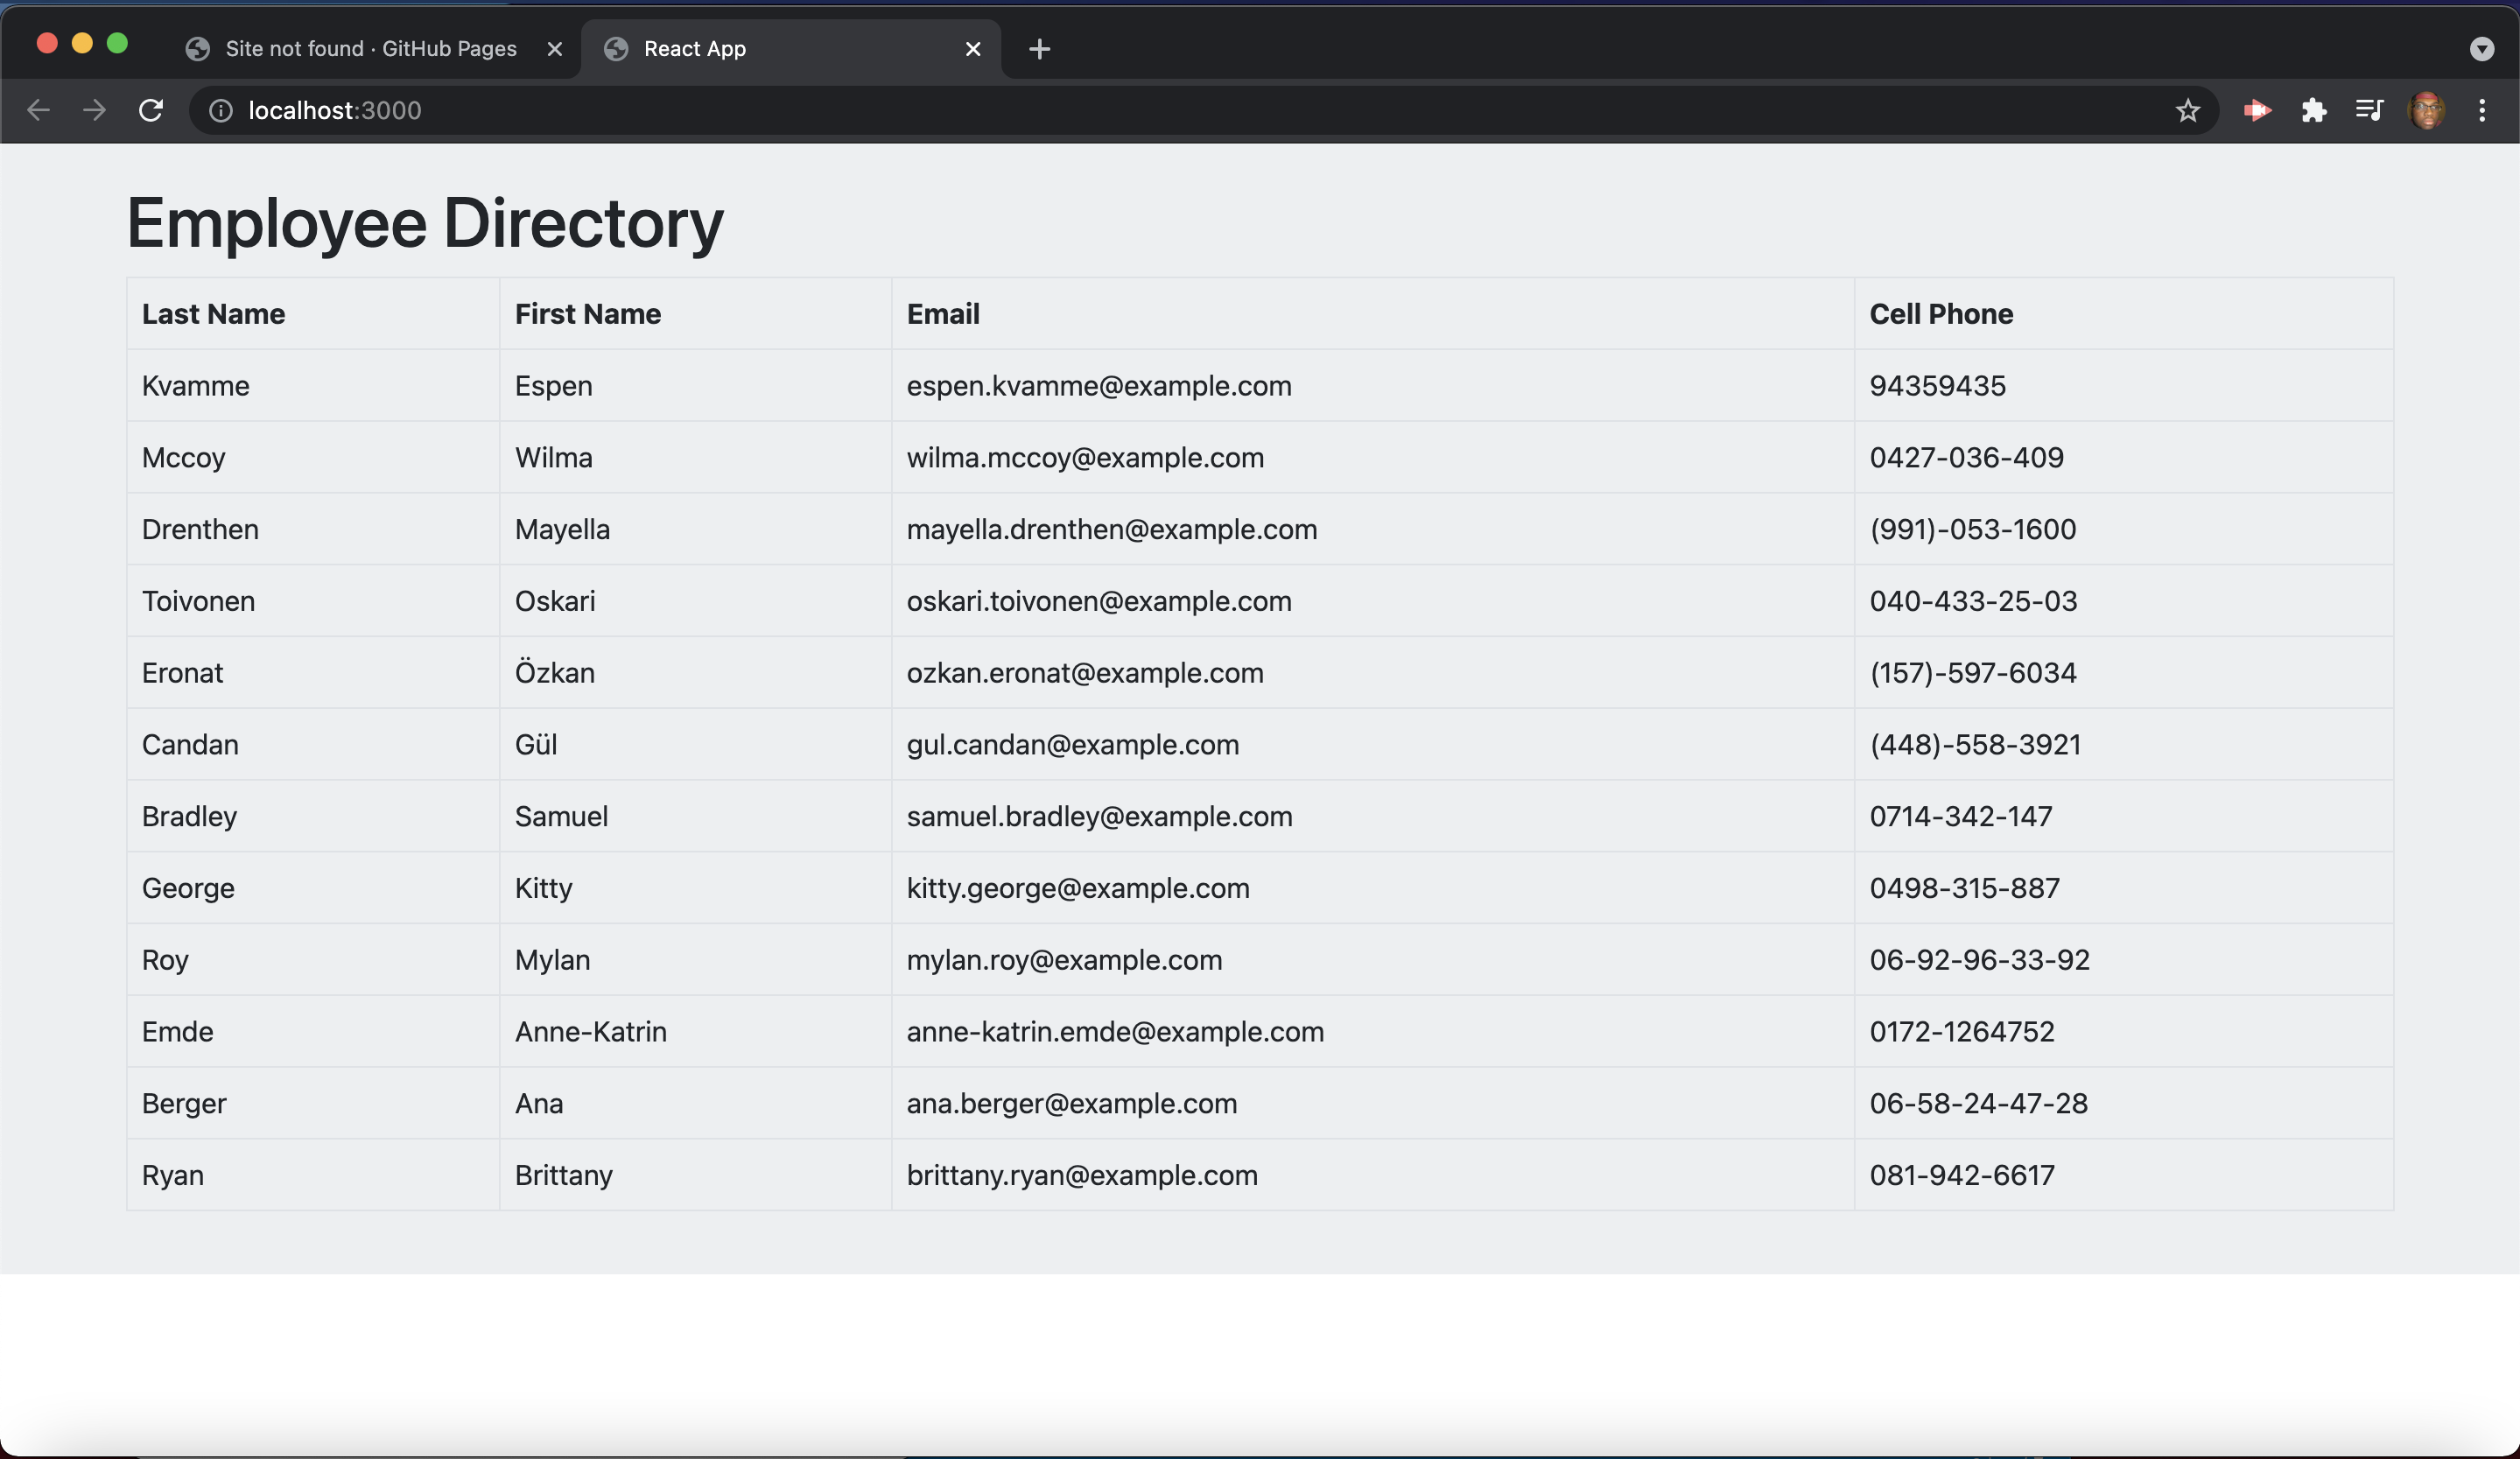 Site not found · GitHub Pages React App
localhost:3000
Employee Directory
Last Name First Name Email Cell Phone
Kvamme Espen espen.kvamme@example.com 94359435
Mccoy Wilma wilma.mccoy@example.com 0427-036-409
Drenthen Mayella mayella.drenthen@example.com (991)-053-1600
Toivonen Oskari oskari.toivonen@example.com 040-433-25-03
Eronat Özkan ozkan.eronat@example.com (157)-597-6034
Candan Gül gul.candan@example.com (448)-558-3921
Bradley Samuel samuel.bradley@example.com 0714-342-147
George Kitty kitty.george@example.com 0498-315-887
Roy Mylan mylan.roy@example.com 06-92-96-33-92
Emde Anne-Katrin anne-katrin.emde@example.com 0172-1264752
Berger Ana ana.berger@example.com 06-58-24-47-28
Ryan Brittany brittany.ryan@example.com 081-942-6617